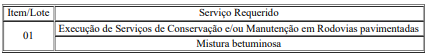 Item/Lote Serviço Requerido
01 Execução de Serviços de Conservação e/ou Manutenção em Rodovias pavimentadas
Mistura betuminosa